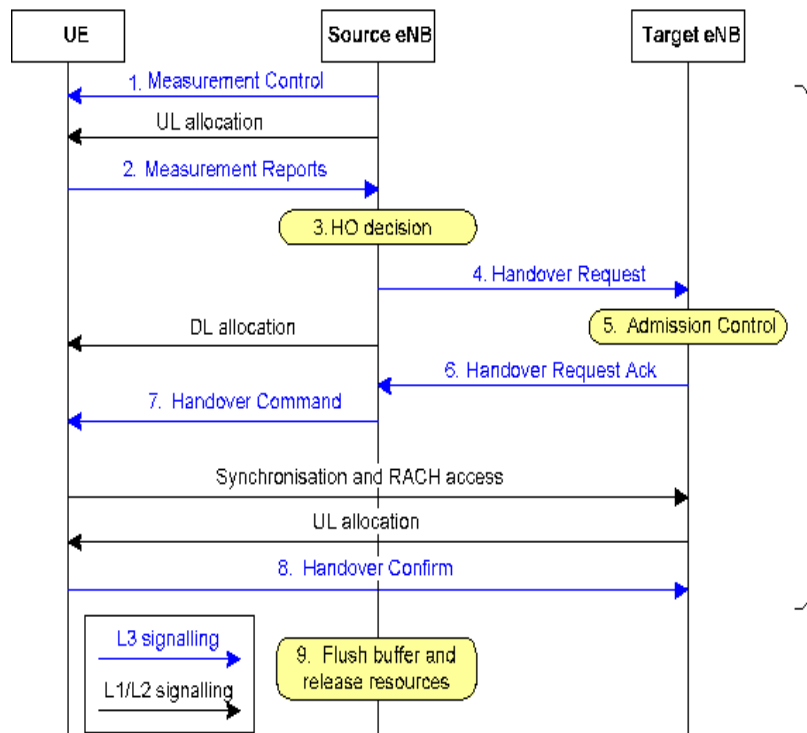 UE
Source eNB
Target eNB
1. Measurement Control
UL allocation
2. Measurement Reports
3. HO decision
4. Handover Request
DL allocation
5. Admission Control
6. Handover Request Ack
7. Handover Command
Synchronisation and RACH access
UL allocation
8. Handover Confirm
L3 signalling
L1/L2 signalling
9. Flush buffer and
release resources